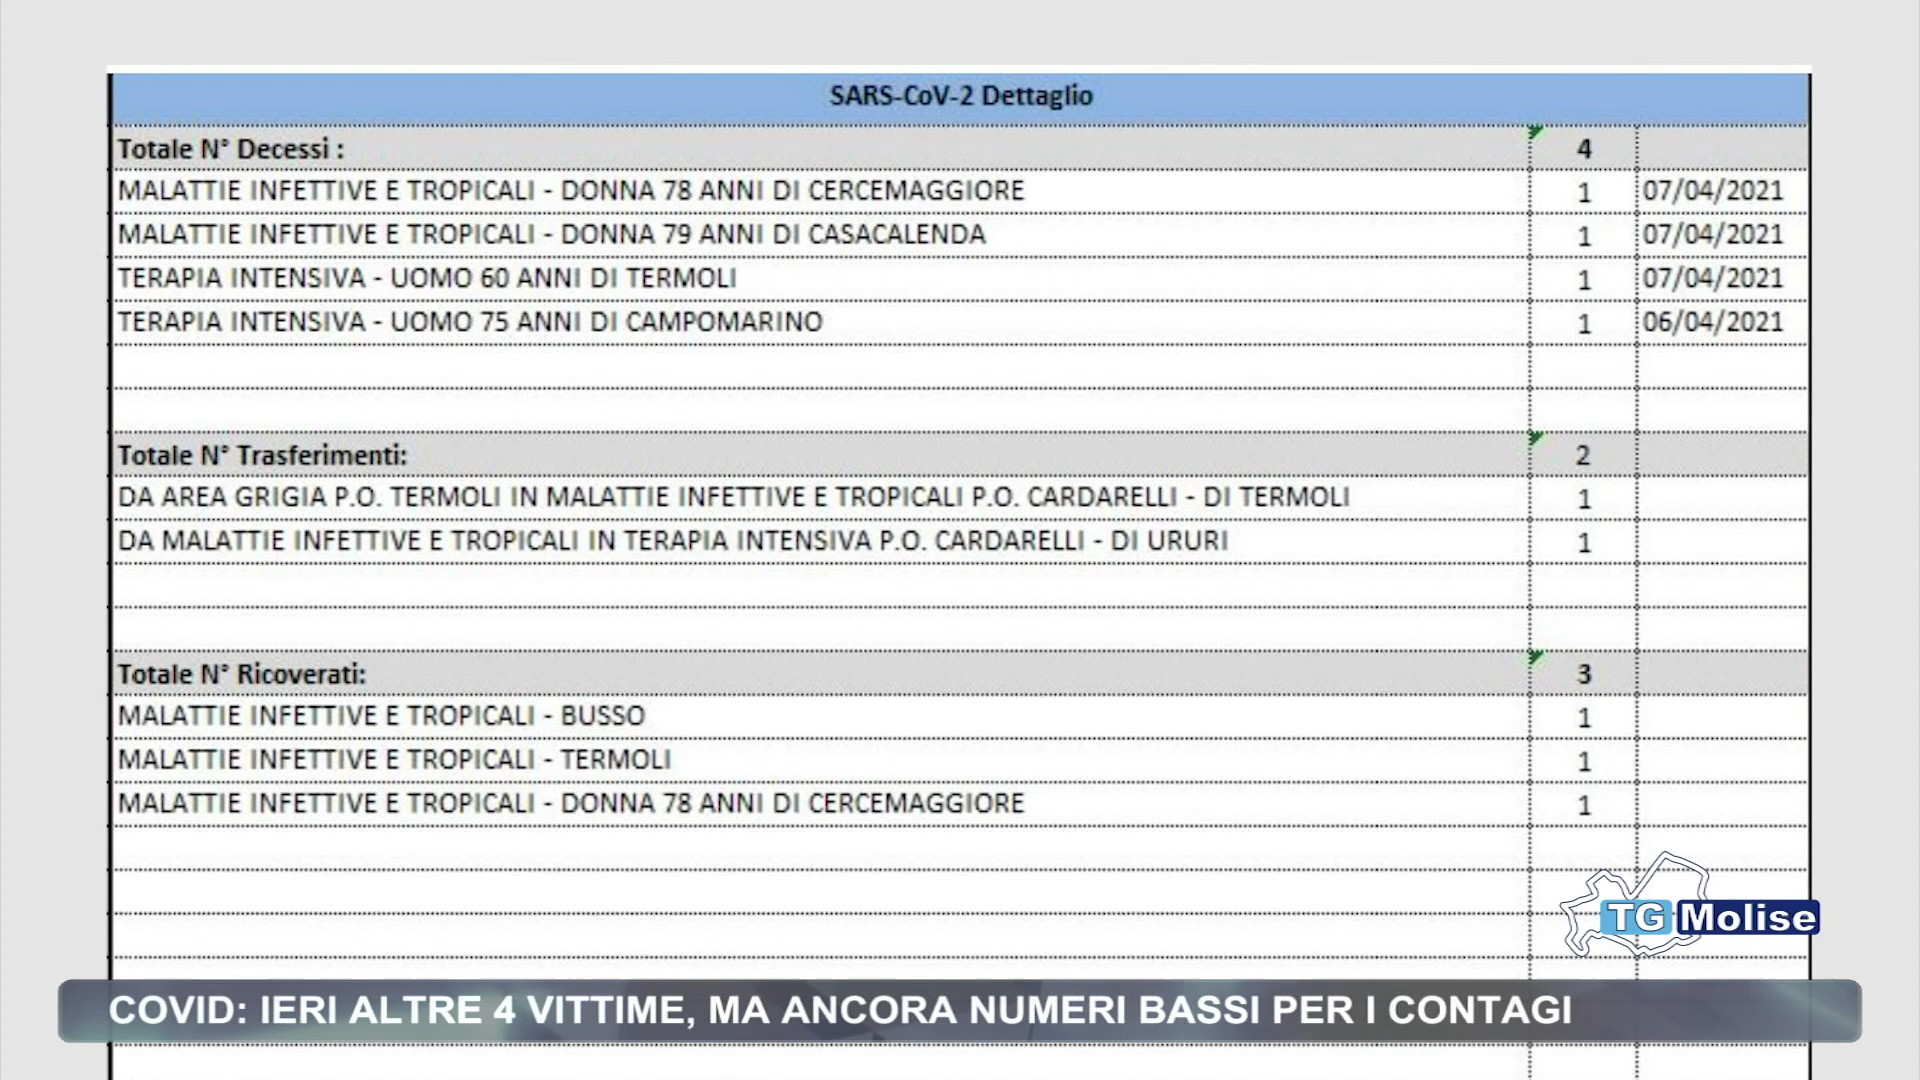 SARS-CoV-2 Dettaglio
Totale N° Decessi : 4
MALATTIE INFETTIVE E TROPICALI - DONNA 78 ANNI DI CERCEMAGGIORE 1 07/04/2021
MALATTIE INFETTIVE E TROPICALI - DONNA 79 ANNI DI CASACALENDA 1 07/04/2021
TERAPIA INTENSIVA - UOMO 60 ANNI DI TERMOLI 1 07/04/2021
TERAPIA INTENSIVA - UOMO 75 ANNI DI CAMPOMARINO 1 06/04/2021
Totale N° Trasferimenti: 2
DA AREA GRIGIA P.O. TERMOLI IN MALATTIE INFETTIVE E TROPICALI P.O. CARDARELLI - DI TERMOLI 1
DA MALATTIE INFETTIVE E TROPICALI IN TERAPIA INTENSIVA P.O. CARDARELLI - DI URURI 1
Totale N° Ricoverati: 3
MALATTIE INFETTIVE E TROPICALI - BUSSO 1
MALATTIE INFETTIVE E TROPICALI - TERMOLI 1
MALATTIE INFETTIVE E TROPICALI - DONNA 78 ANNI DI CERCEMAGGIORE 1
TG Molise
COVID: IERI ALTRE 4 VITTIME, MA ANCORA NUMERI BASSI PER I CONTAGI